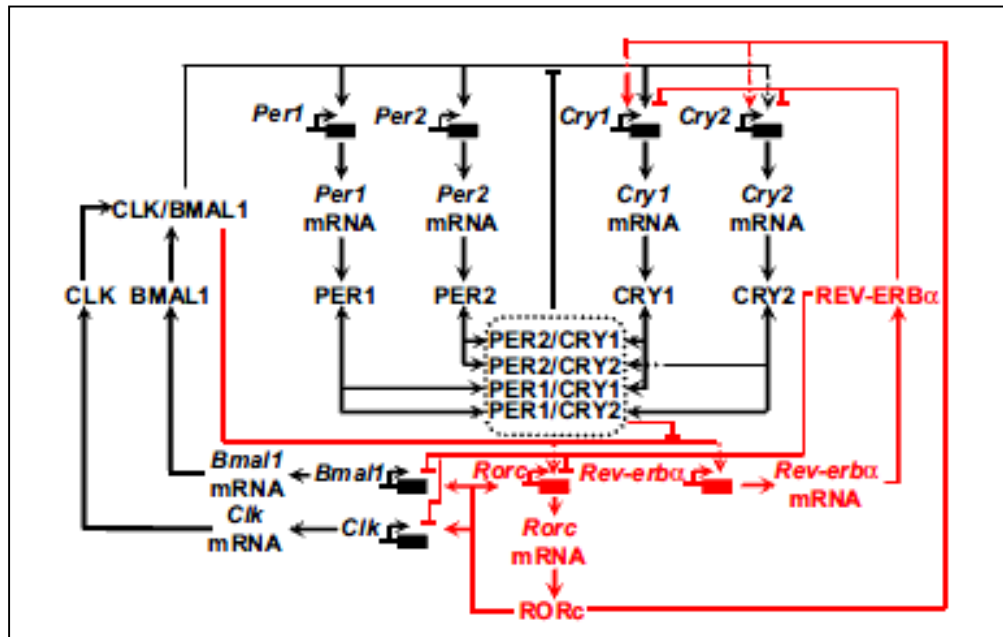 Per1
Per2
Cry1
Cry2
Per1
mRNA
Per2
mRNA
Cry1
mRNA
Cry2
mRNA
CLK/BMAL1
CLK BMAL1
PER1
PER2
CRY1
CRY2
REV-ERBα
PER2/CRY1
PER2/CRY2
PER1/CRY1
PER1/CRY2
Bmal1
mRNA
Bmal1
Rorc
Rev-erbα
Rev-erbα
mRNA
Clk
mRNA
Clk
Rorc
mRNA
RORc